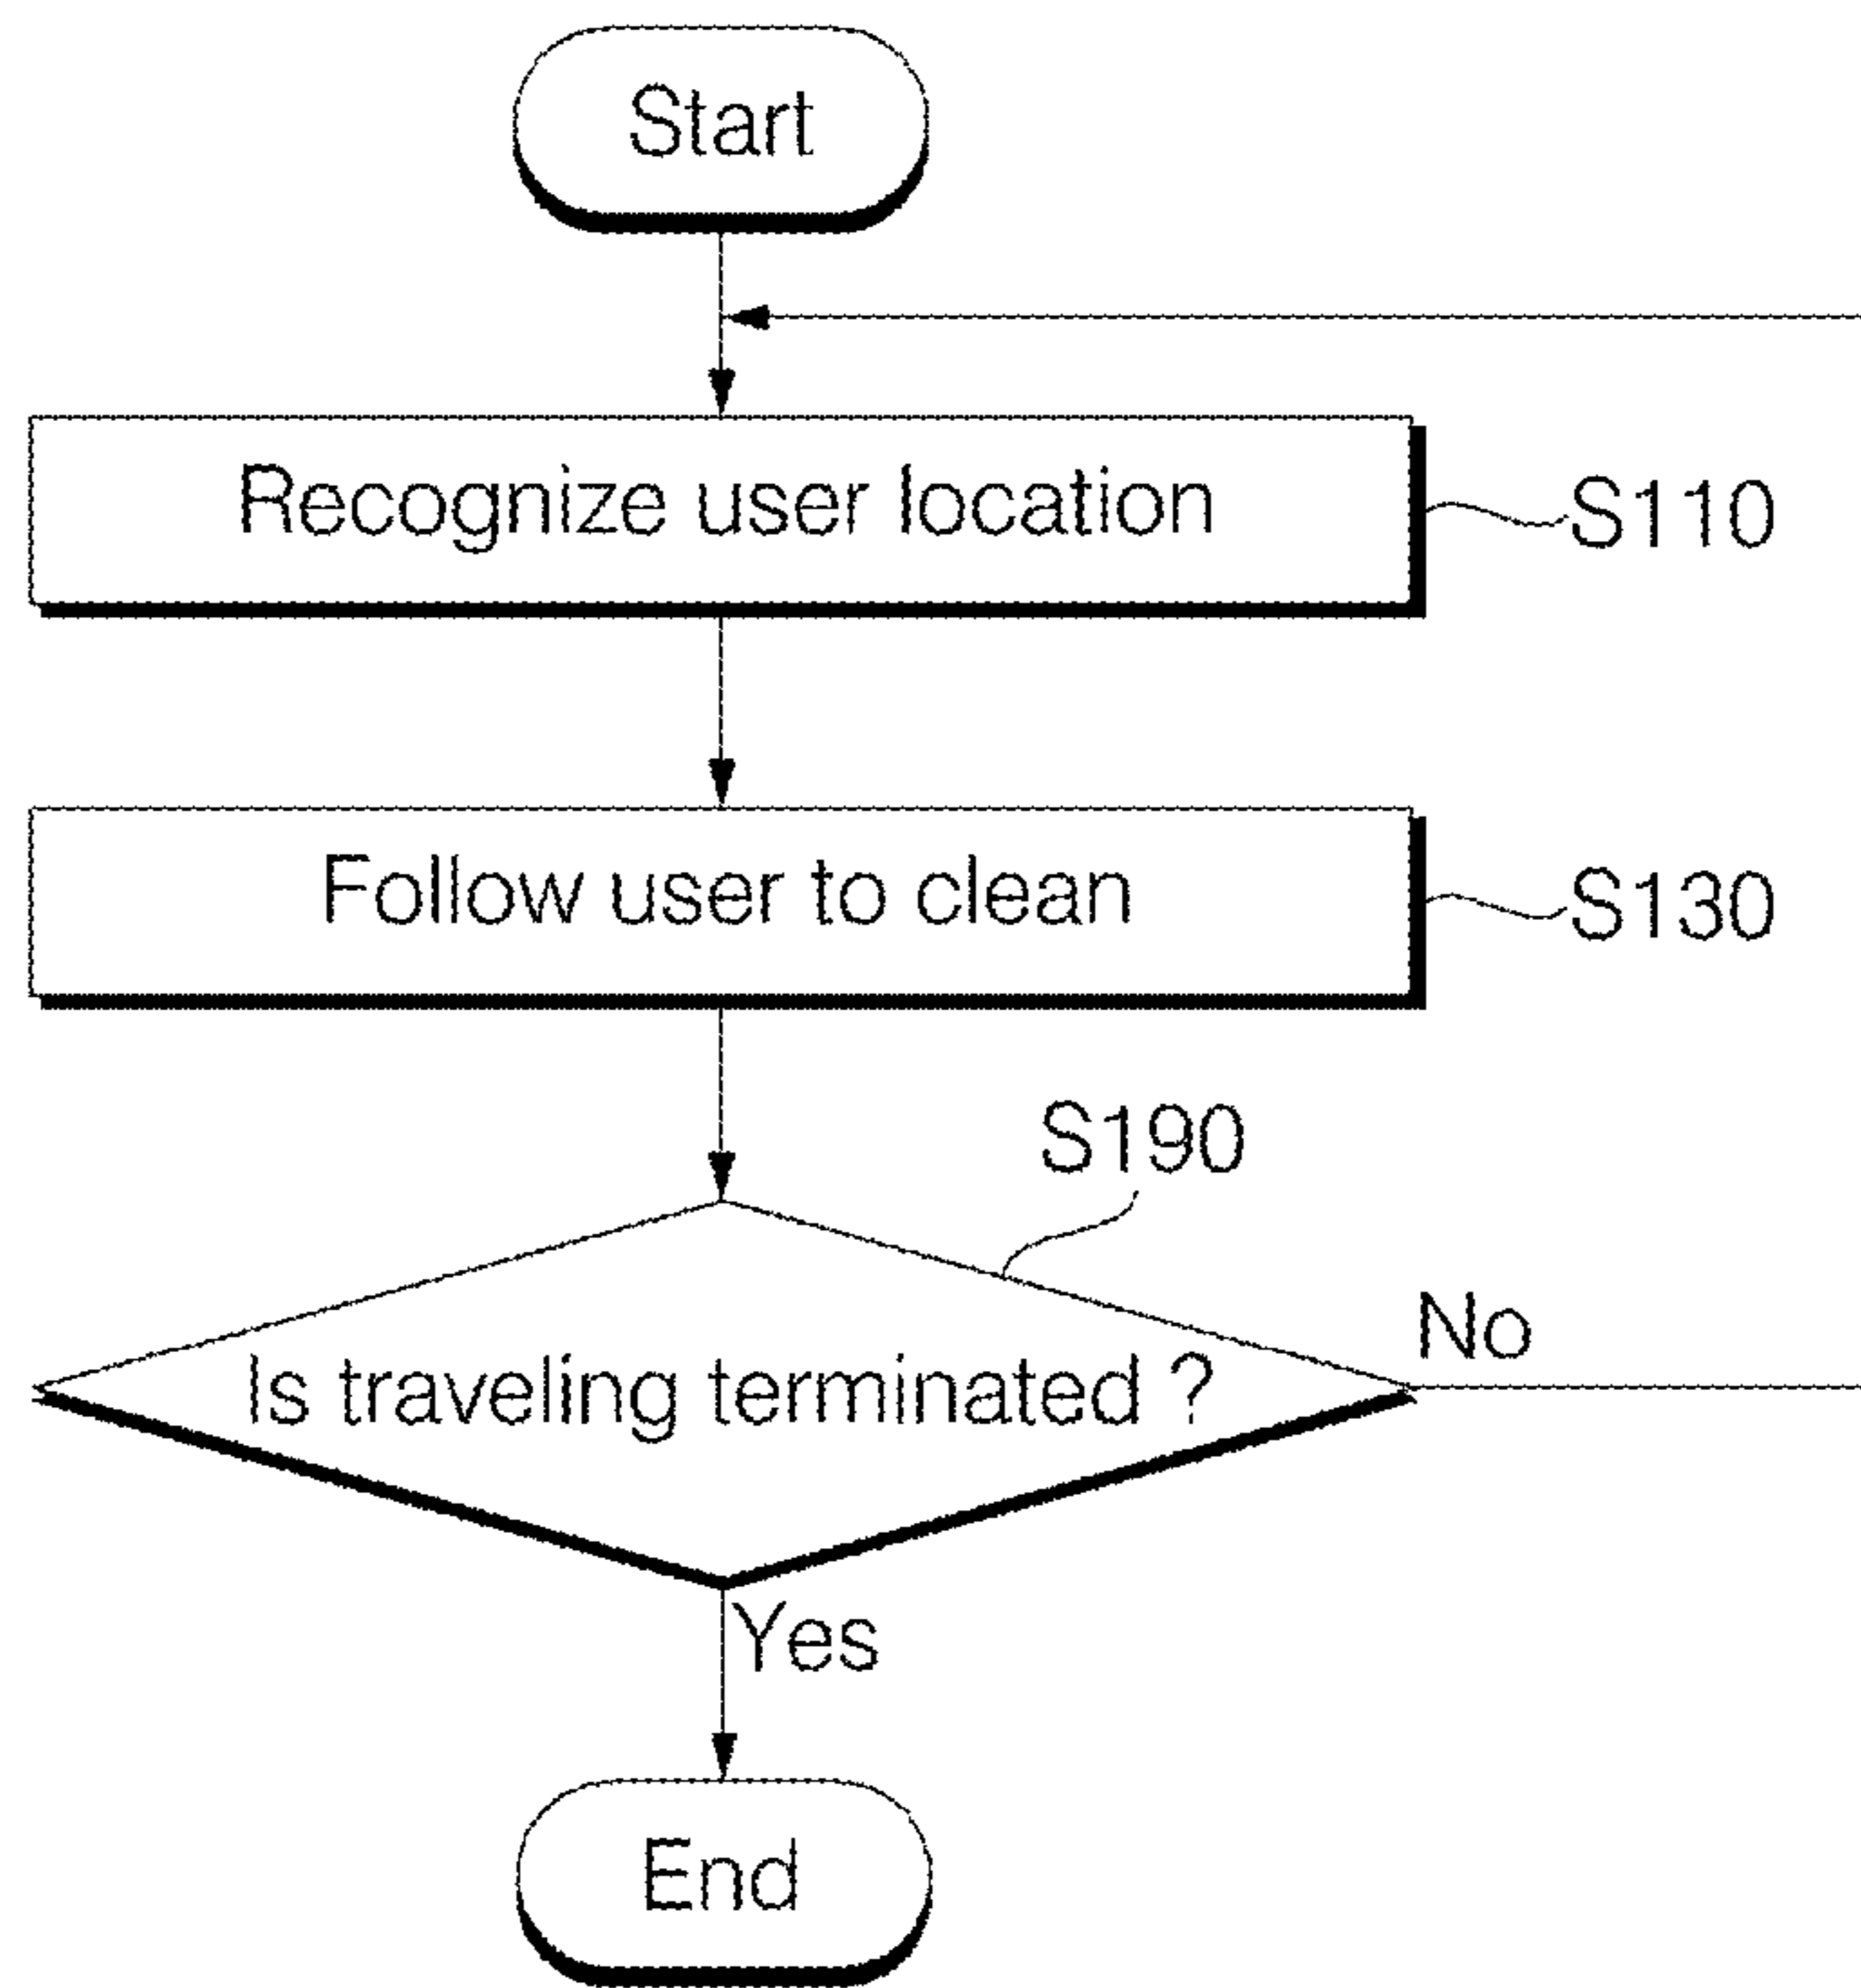 Start
Recognize user location
S110
Follow user to clean
S130
S190
Is traveling terminated ?
No
Yes
End